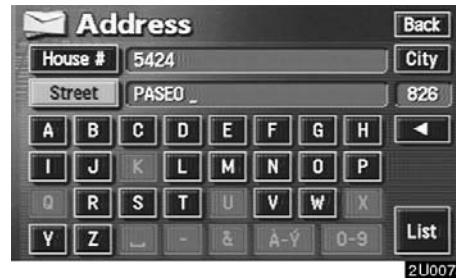 Address Back
House # 5424 City
Street PASEO _ 826
A B C D E F G H ◄
I J K L M N O P
Q R S T U V W X
Y Z ⎵ - & À-Ý 0-9 List
2U007